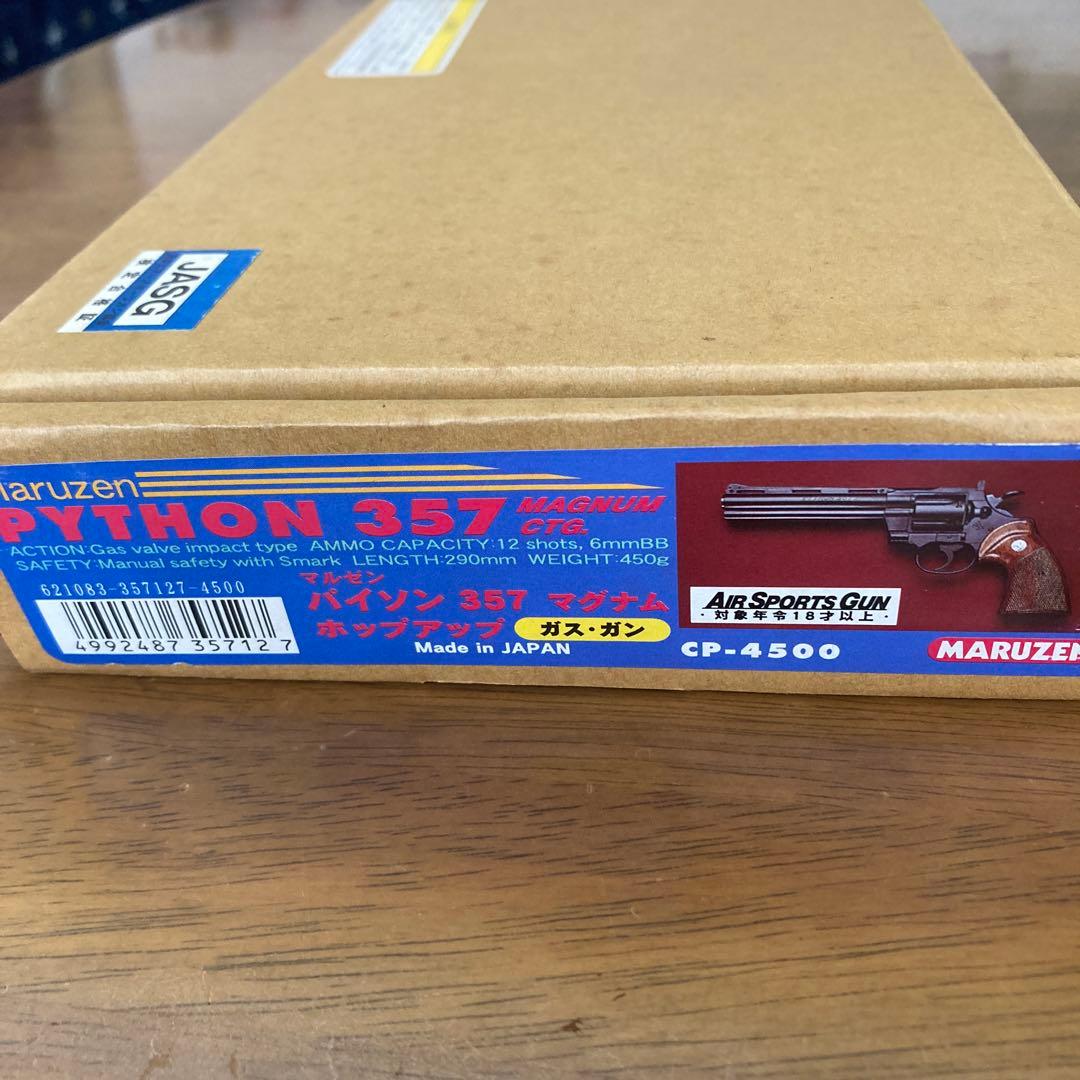 JASG
Maruzen
PYTHON 357 MAGNUM CTG.
ACTION:Gas valve impact type AMMO CAPACITY:12 shots, 6mmBB
SAFETY:Manual safety with Smark LENGTH:290mm WEIGHT:450g
621083-357127-4500
4992487 357127
マルゼン
パイソン 357 マグナム
ホップアップ ガス・ガン
Made in JAPAN
AIR SPORTS GUN
・対象年令18才以上・
CP-4500
MARUZEN